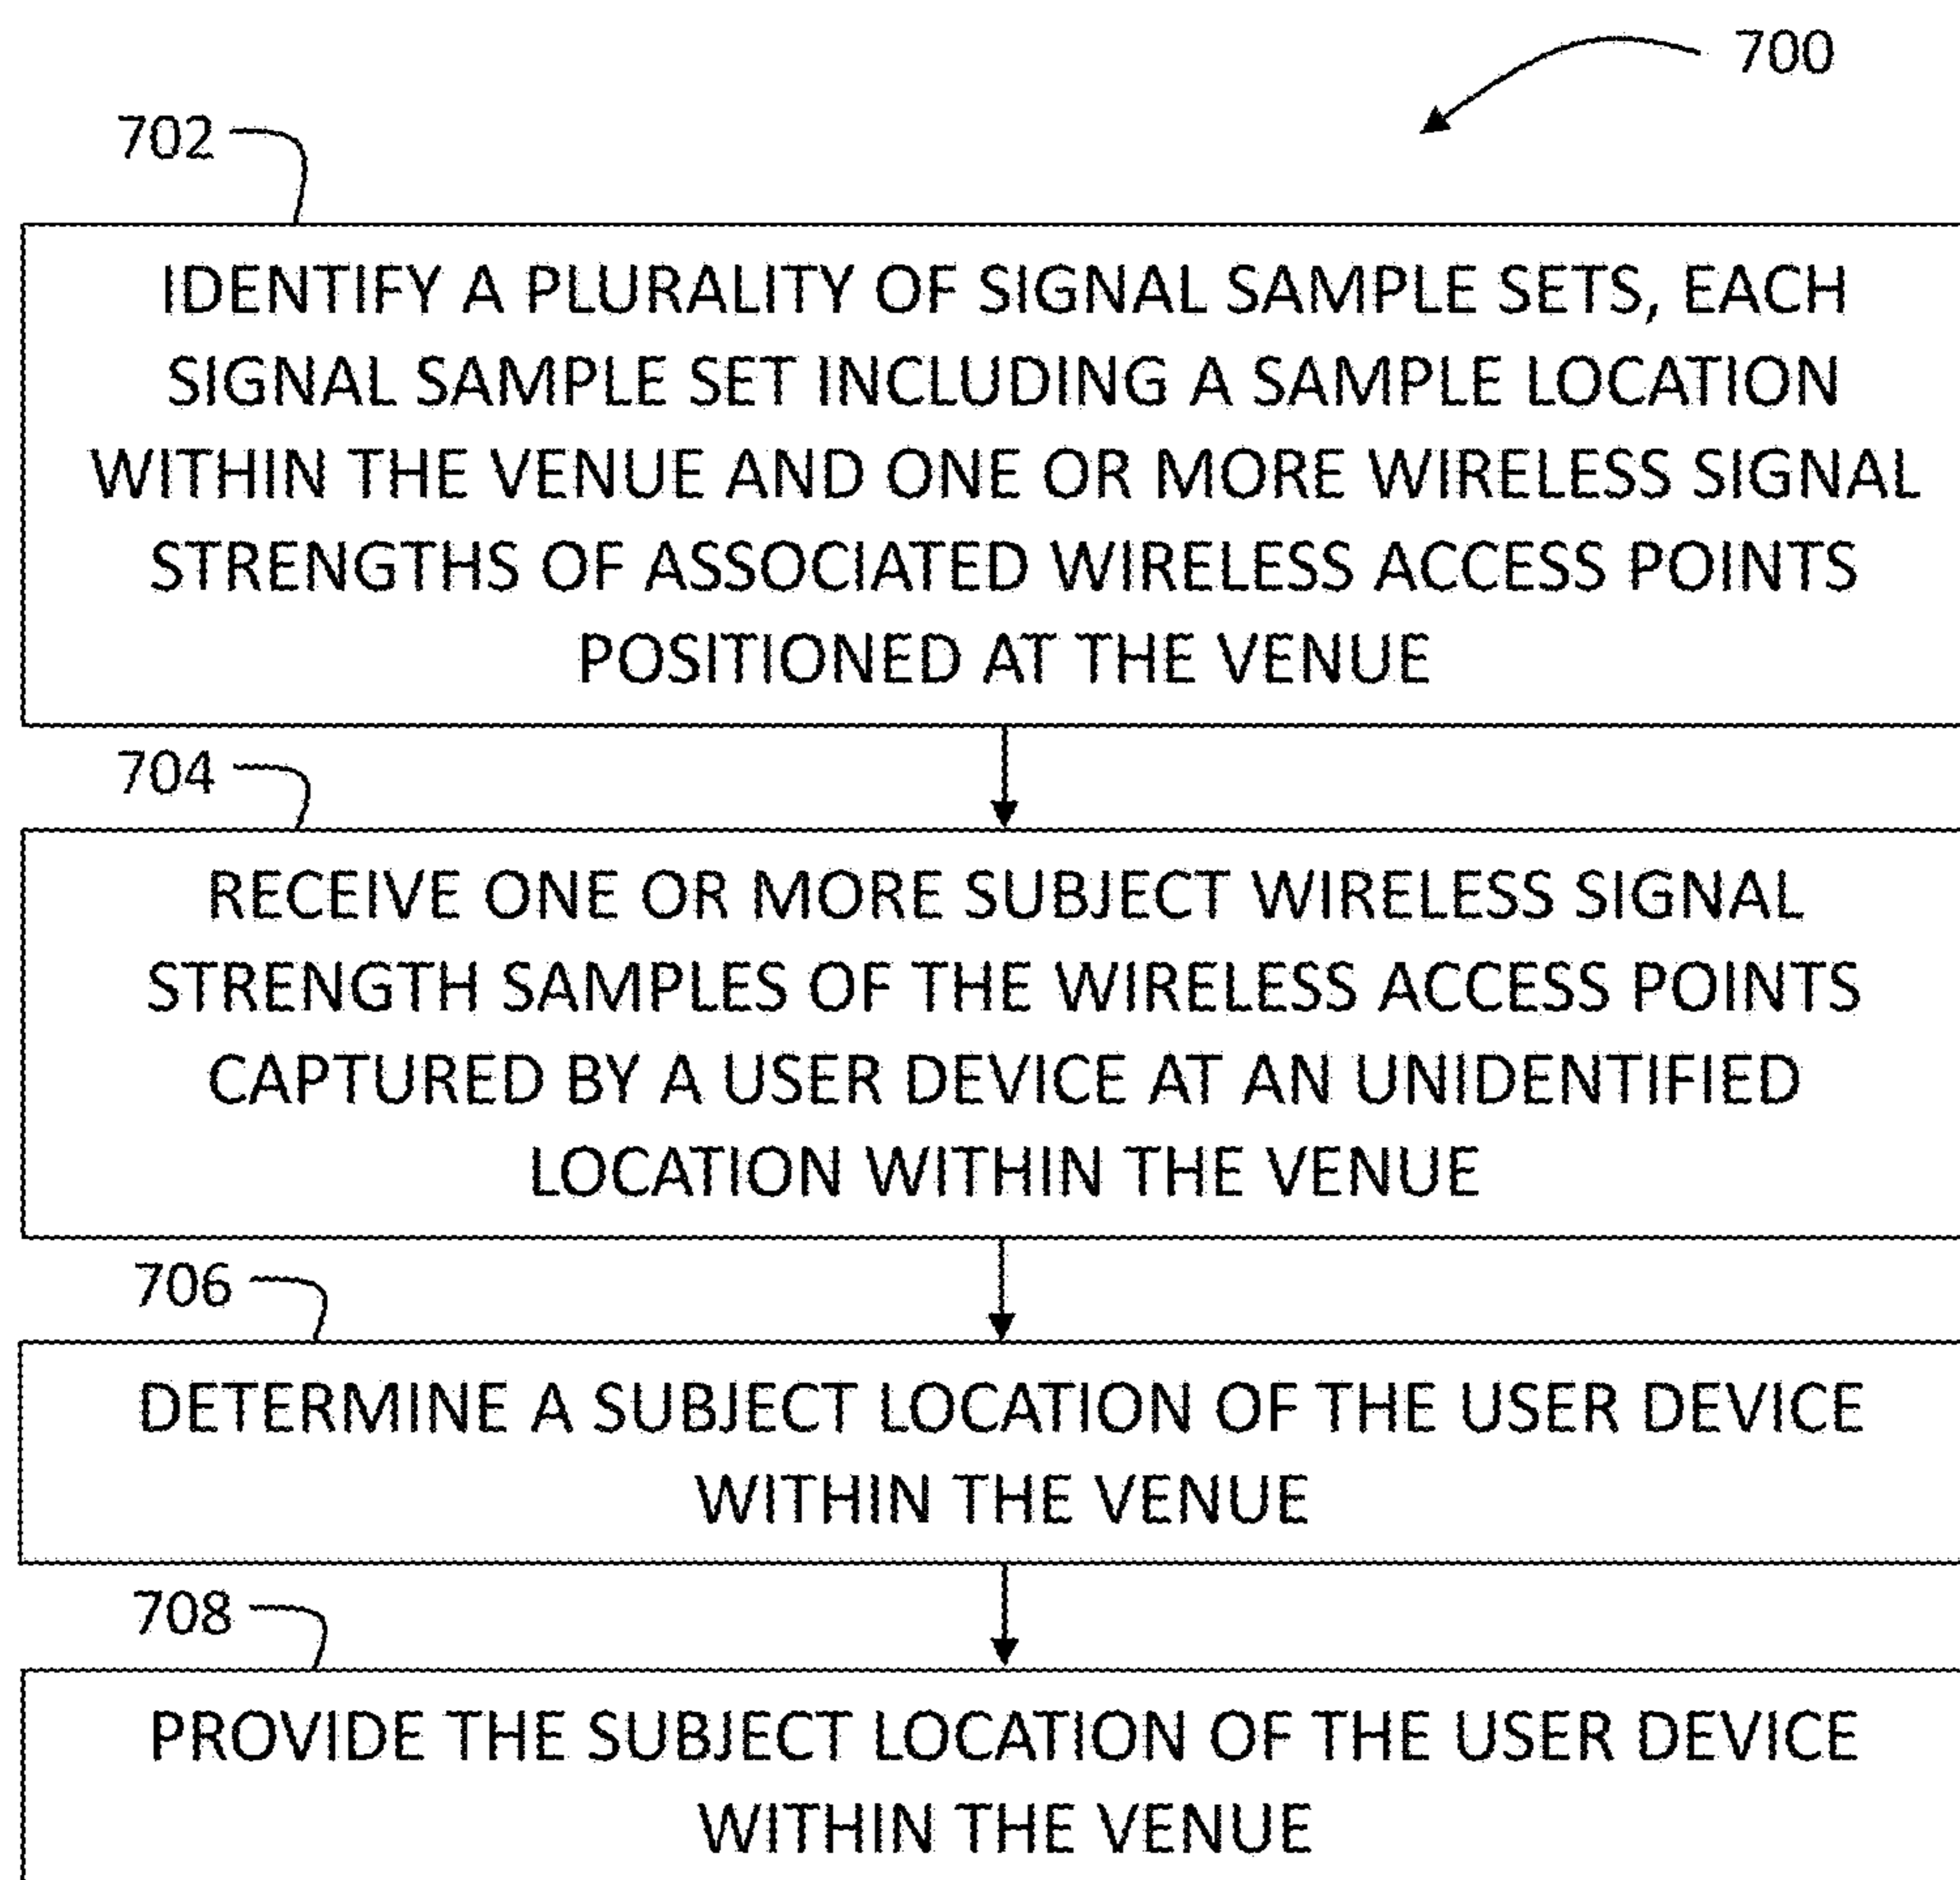 700
702
IDENTIFY A PLURALITY OF SIGNAL SAMPLE SETS, EACH
SIGNAL SAMPLE SET INCLUDING A SAMPLE LOCATION
WITHIN THE VENUE AND ONE OR MORE WIRELESS SIGNAL
STRENGTHS OF ASSOCIATED WIRELESS ACCESS POINTS
POSITIONED AT THE VENUE
704
RECEIVE ONE OR MORE SUBJECT WIRELESS SIGNAL
STRENGTH SAMPLES OF THE WIRELESS ACCESS POINTS
CAPTURED BY A USER DEVICE AT AN UNIDENTIFIED
LOCATION WITHIN THE VENUE
706
DETERMINE A SUBJECT LOCATION OF THE USER DEVICE
WITHIN THE VENUE
708
PROVIDE THE SUBJECT LOCATION OF THE USER DEVICE
WITHIN THE VENUE